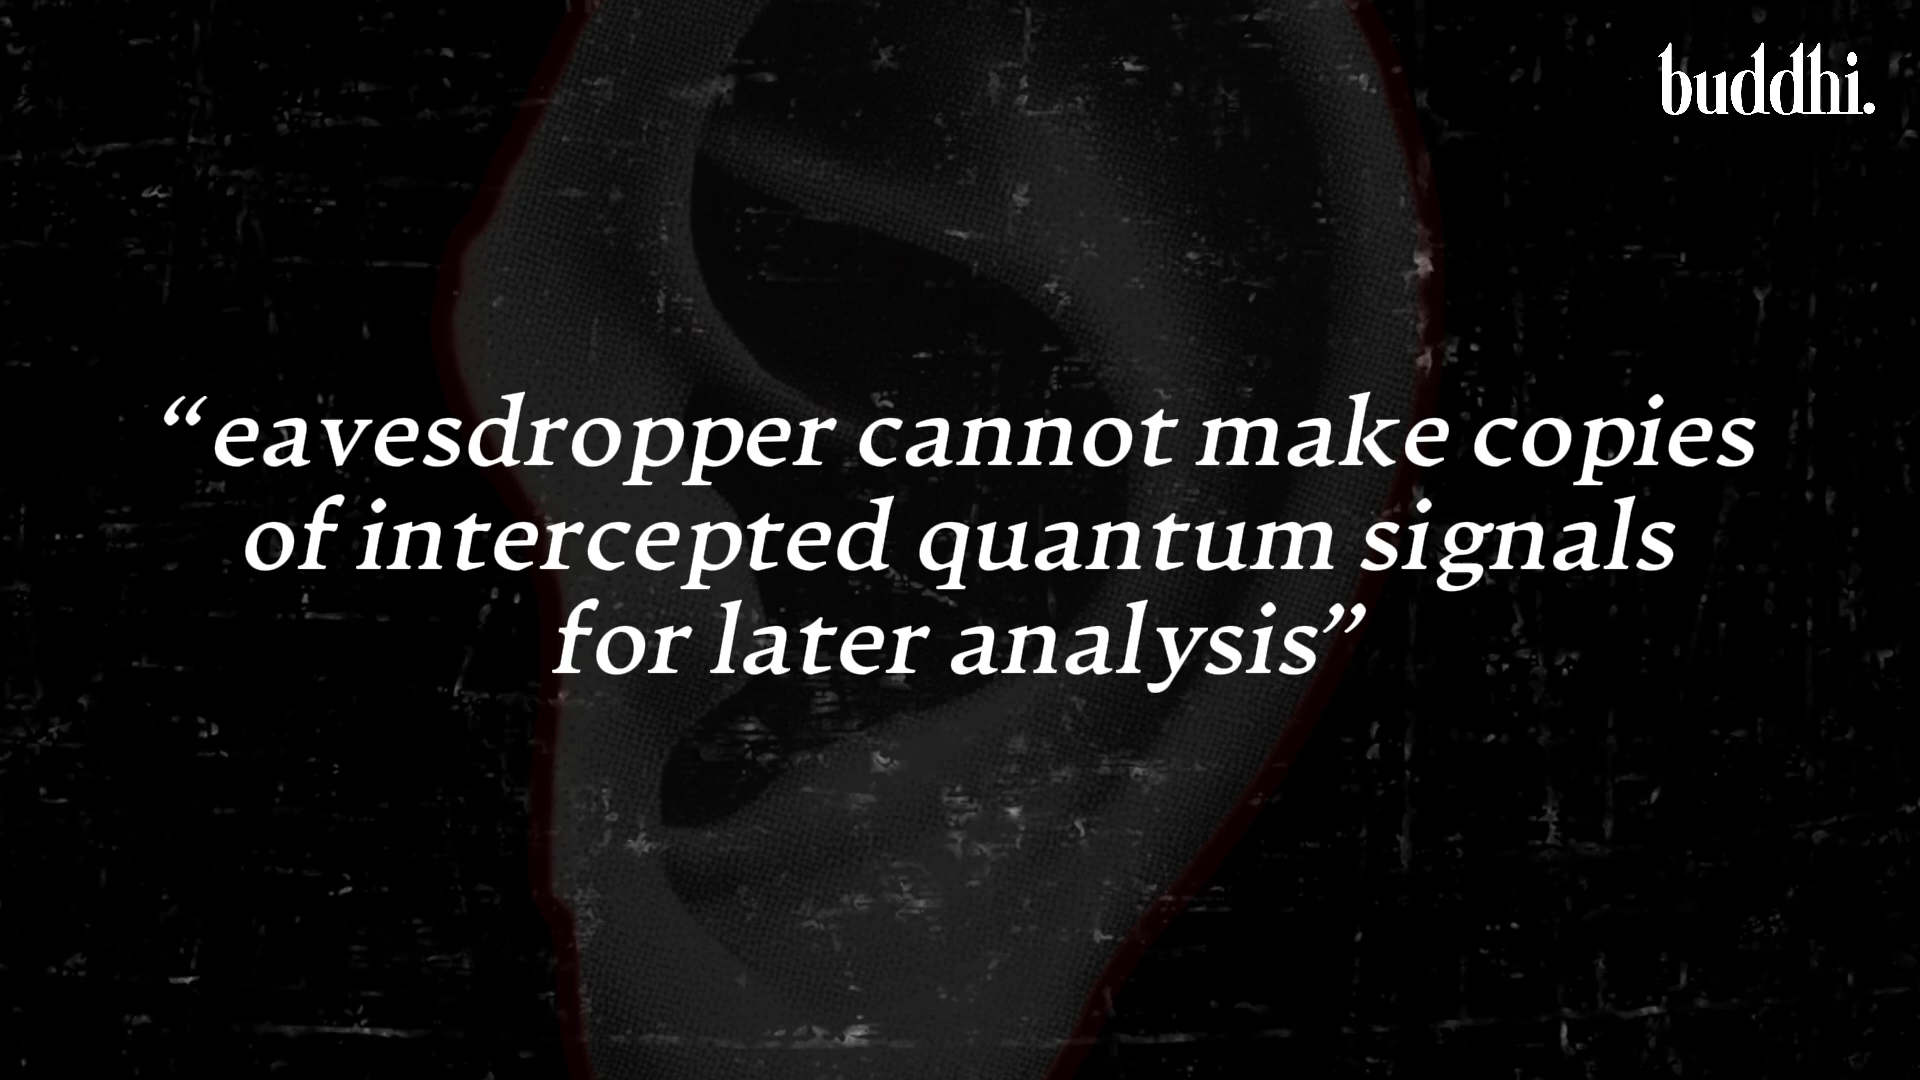 buddhi.
“eavesdropper cannot make copies
of intercepted quantum signals
for later analysis”